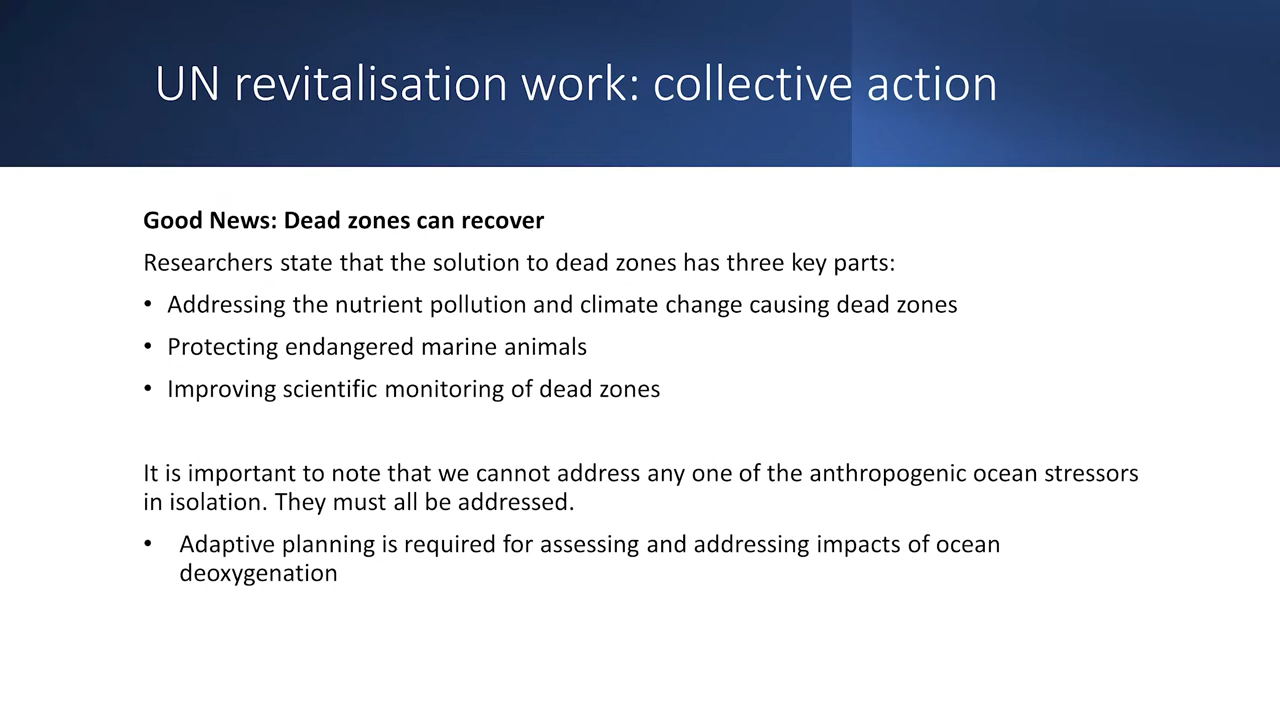 UN revitalisation work: collective action
Good News: Dead zones can recover
Researchers state that the solution to dead zones has three key parts:
• Addressing the nutrient pollution and climate change causing dead zones
• Protecting endangered marine animals
• Improving scientific monitoring of dead zones
It is important to note that we cannot address any one of the anthropogenic ocean stressors
in isolation. They must all be addressed.
• Adaptive planning is required for assessing and addressing impacts of ocean
deoxygenation